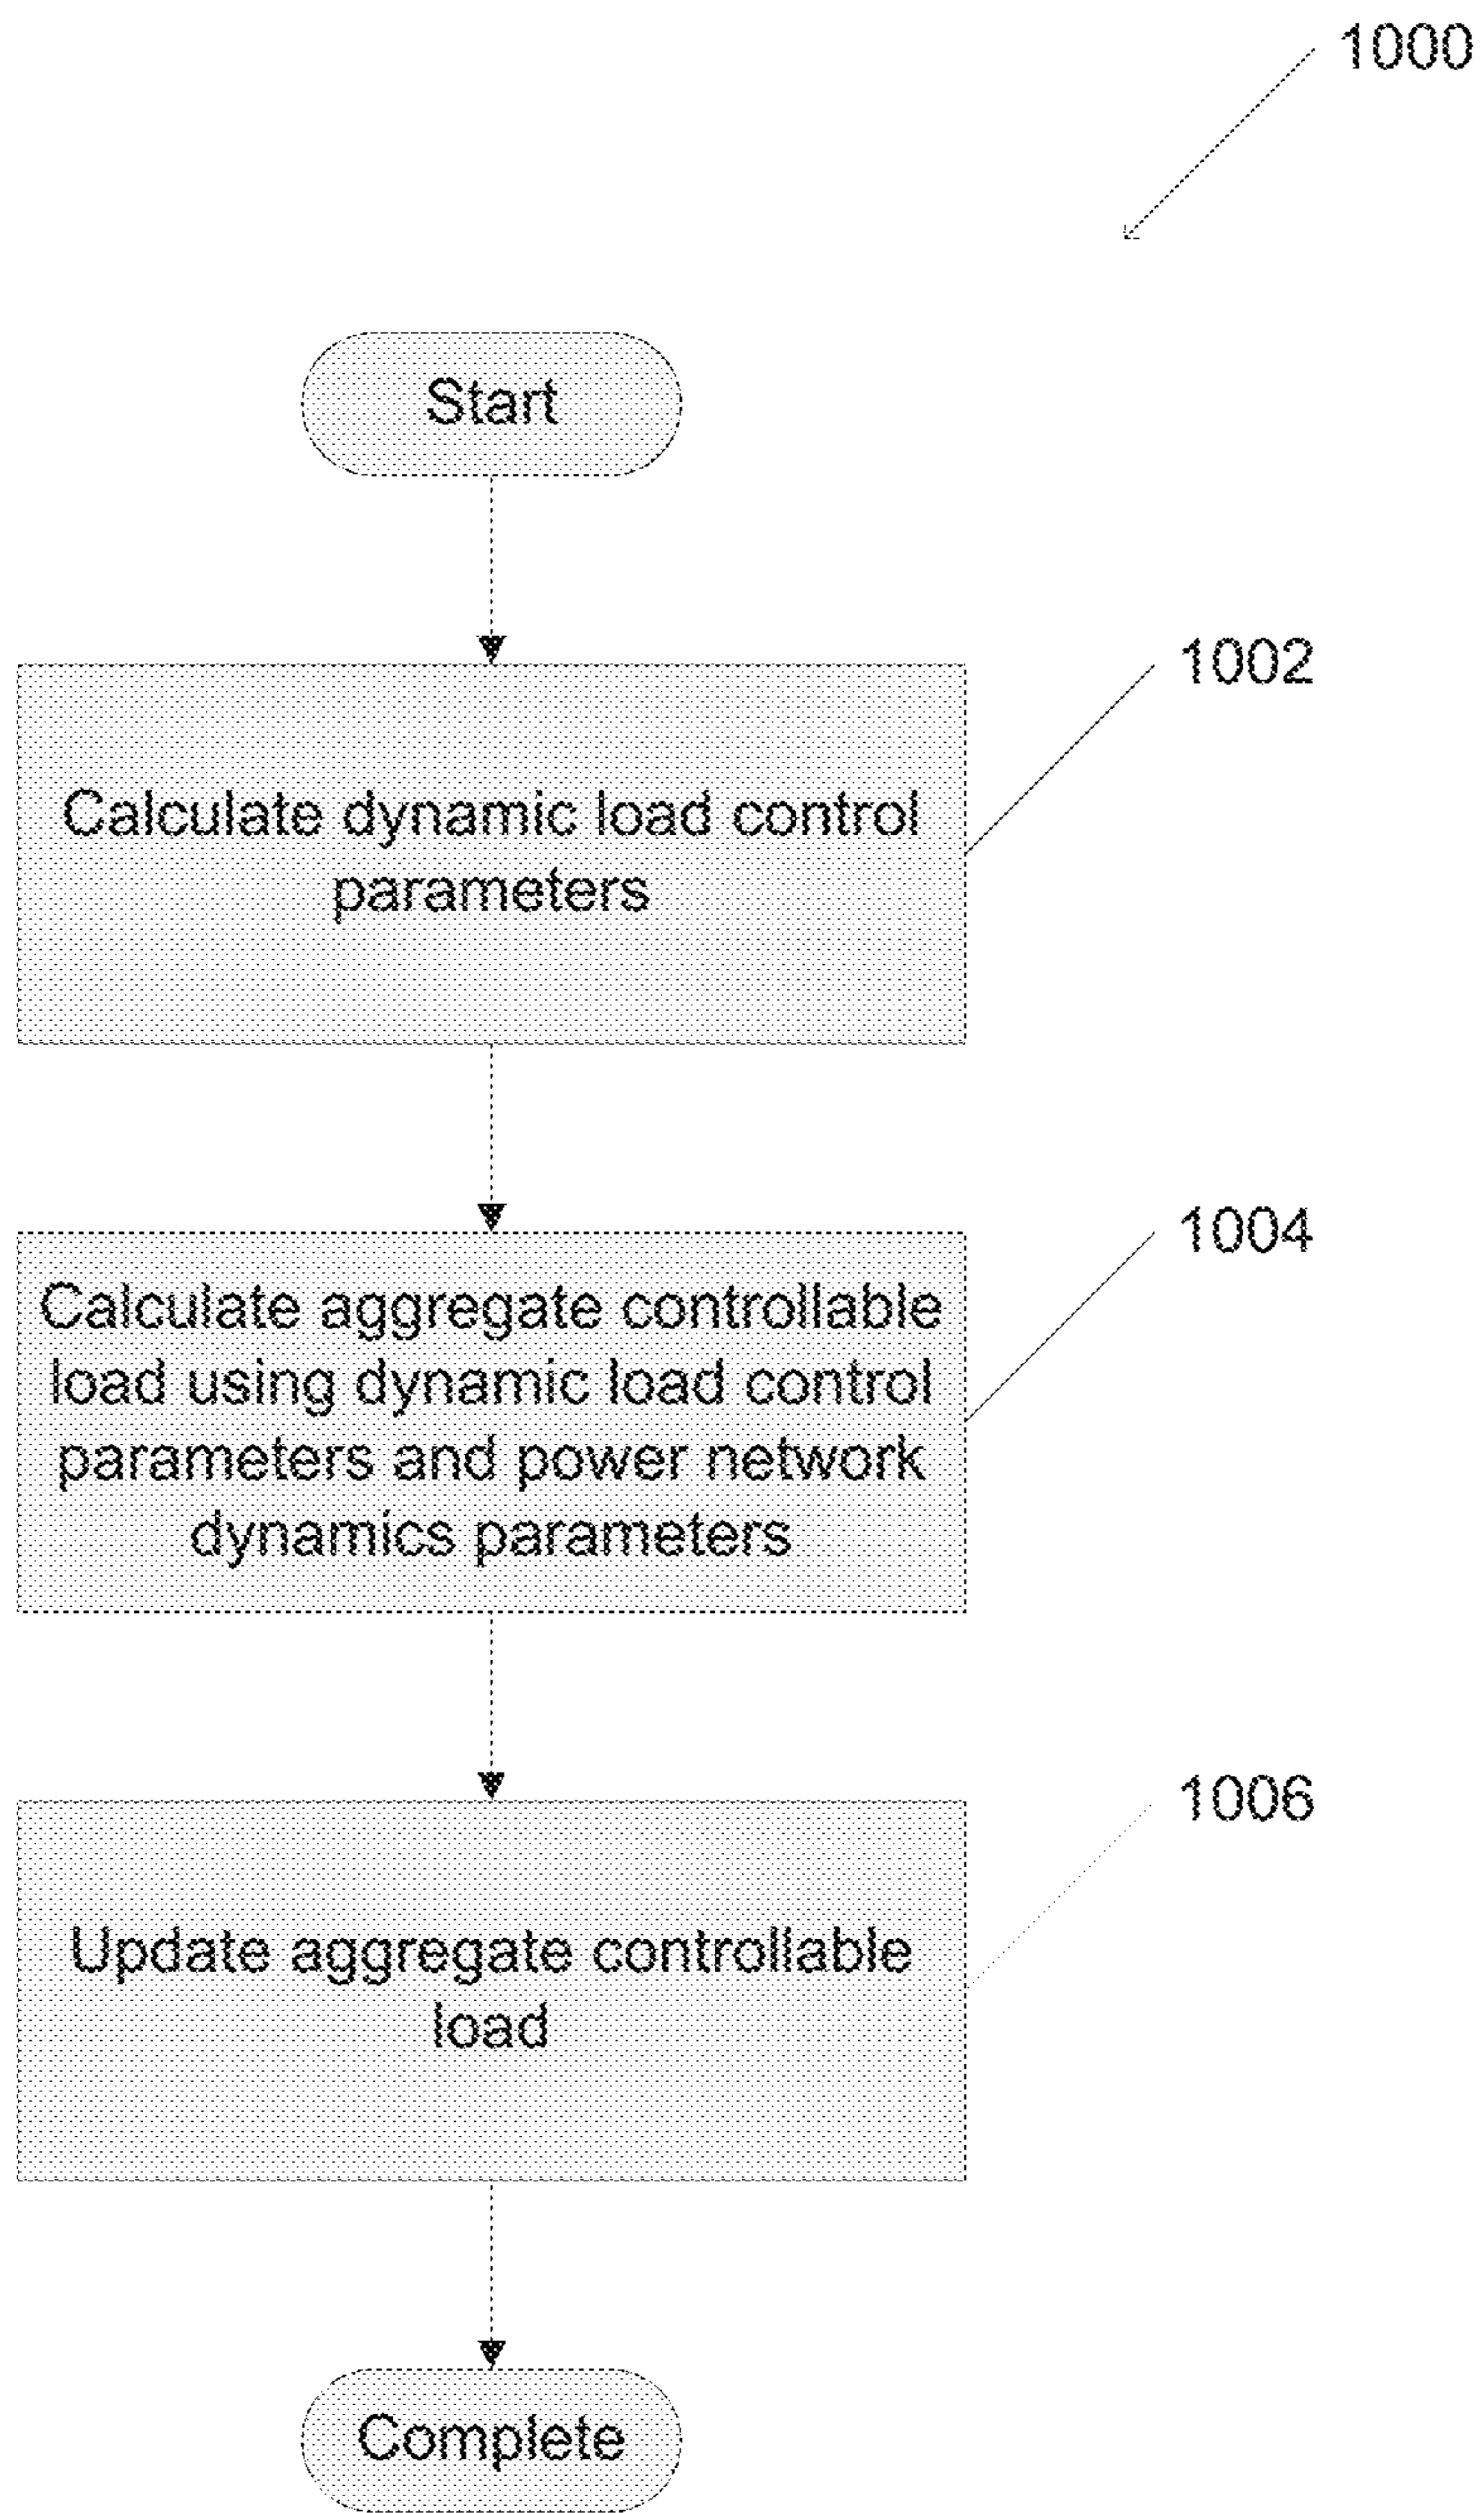 1000
Start
1002
Calculate dynamic load control
parameters
1004
Calculate aggregate controllable
load using dynamic load control
parameters and power network
dynamics parameters
1006
Update aggregate controllable
load
Complete